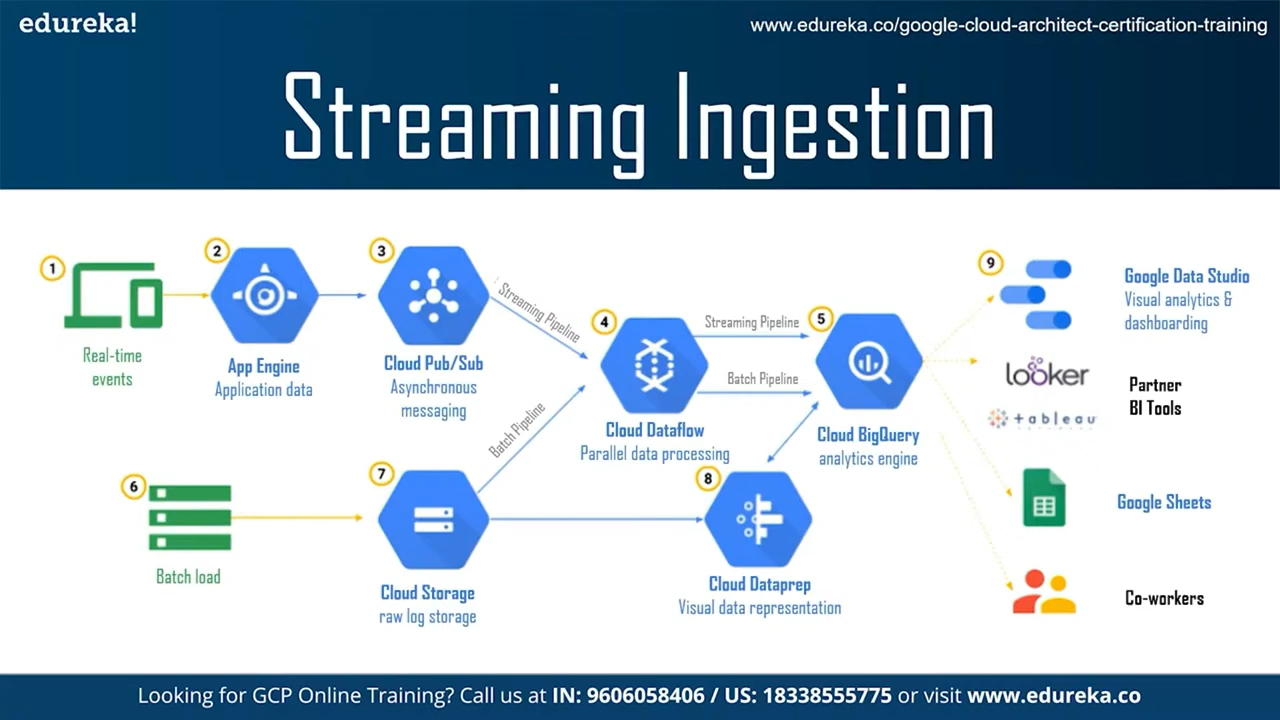 edureka!
www.edureka.co/google-cloud-architect-certification-training
Streaming Ingestion
1
Real-time
events
2
App Engine
Application data
3
Cloud Pub/Sub
Asynchronous
messaging
Streaming Pipeline
Batch Pipeline
4
Cloud Dataflow
Parallel data processing
Streaming Pipeline
Batch Pipeline
5
Cloud BigQuery
analytics engine
6
Batch load
7
Cloud Storage
raw log storage
8
Cloud Dataprep
Visual data representation
9
Google Data Studio
Visual analytics &
dashboarding
looker
+tableau
Partner
BI Tools
Google Sheets
Co-workers
Looking for GCP Online Training? Call us at IN: 9606058406 / US: 18338555775 or visit www.edureka.co